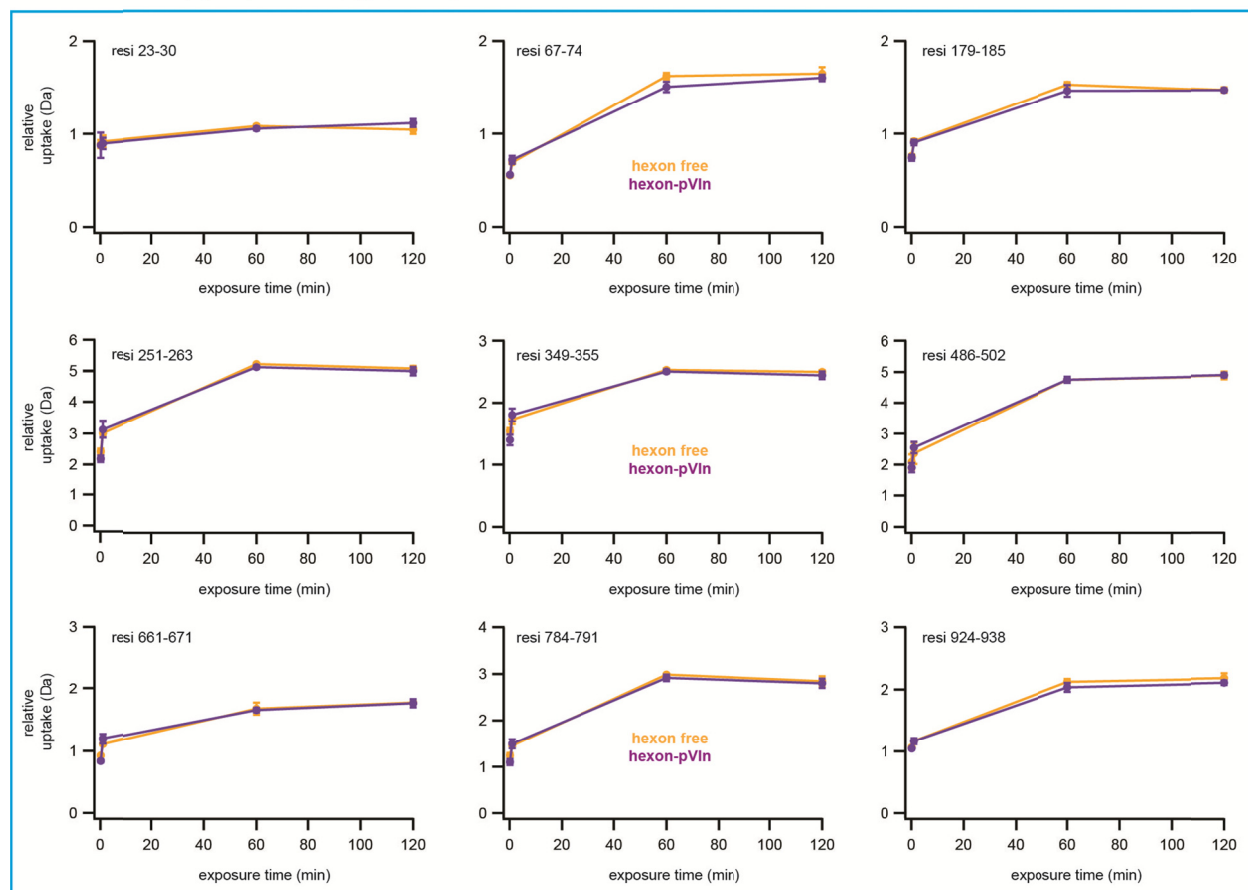 resi 23-30
resi 67-74
resi 179-185
2
1
0
relative
uptake (Da)
0 20 40 60 80 100 120
exposure time (min)
2
1
0
hexon free
hexon-pVIn
0 20 40 60 80 100 120
exposure time (min)
2
1
0
0 20 40 60 80 100 120
exposure time (min)
resi 251-263
resi 349-355
resi 486-502
6
5
4
3
2
1
0
relative
uptake (Da)
0 20 40 60 80 100 120
exposure time (min)
3
2
1
0
hexon free
hexon-pVIn
0 20 40 60 80 100 120
exposure time (min)
6
5
4
3
2
1
0
0 20 40 60 80 100 120
exposure time (min)
resi 661-671
resi 784-791
resi 924-938
3
2
1
0
relative
uptake (Da)
0 20 40 60 80 100 120
exposure time (min)
4
3
2
1
0
hexon free
hexon-pVIn
0 20 40 60 80 100 120
exposure time (min)
3
2
1
0
0 20 40 60 80 100 120
exposure time (min)